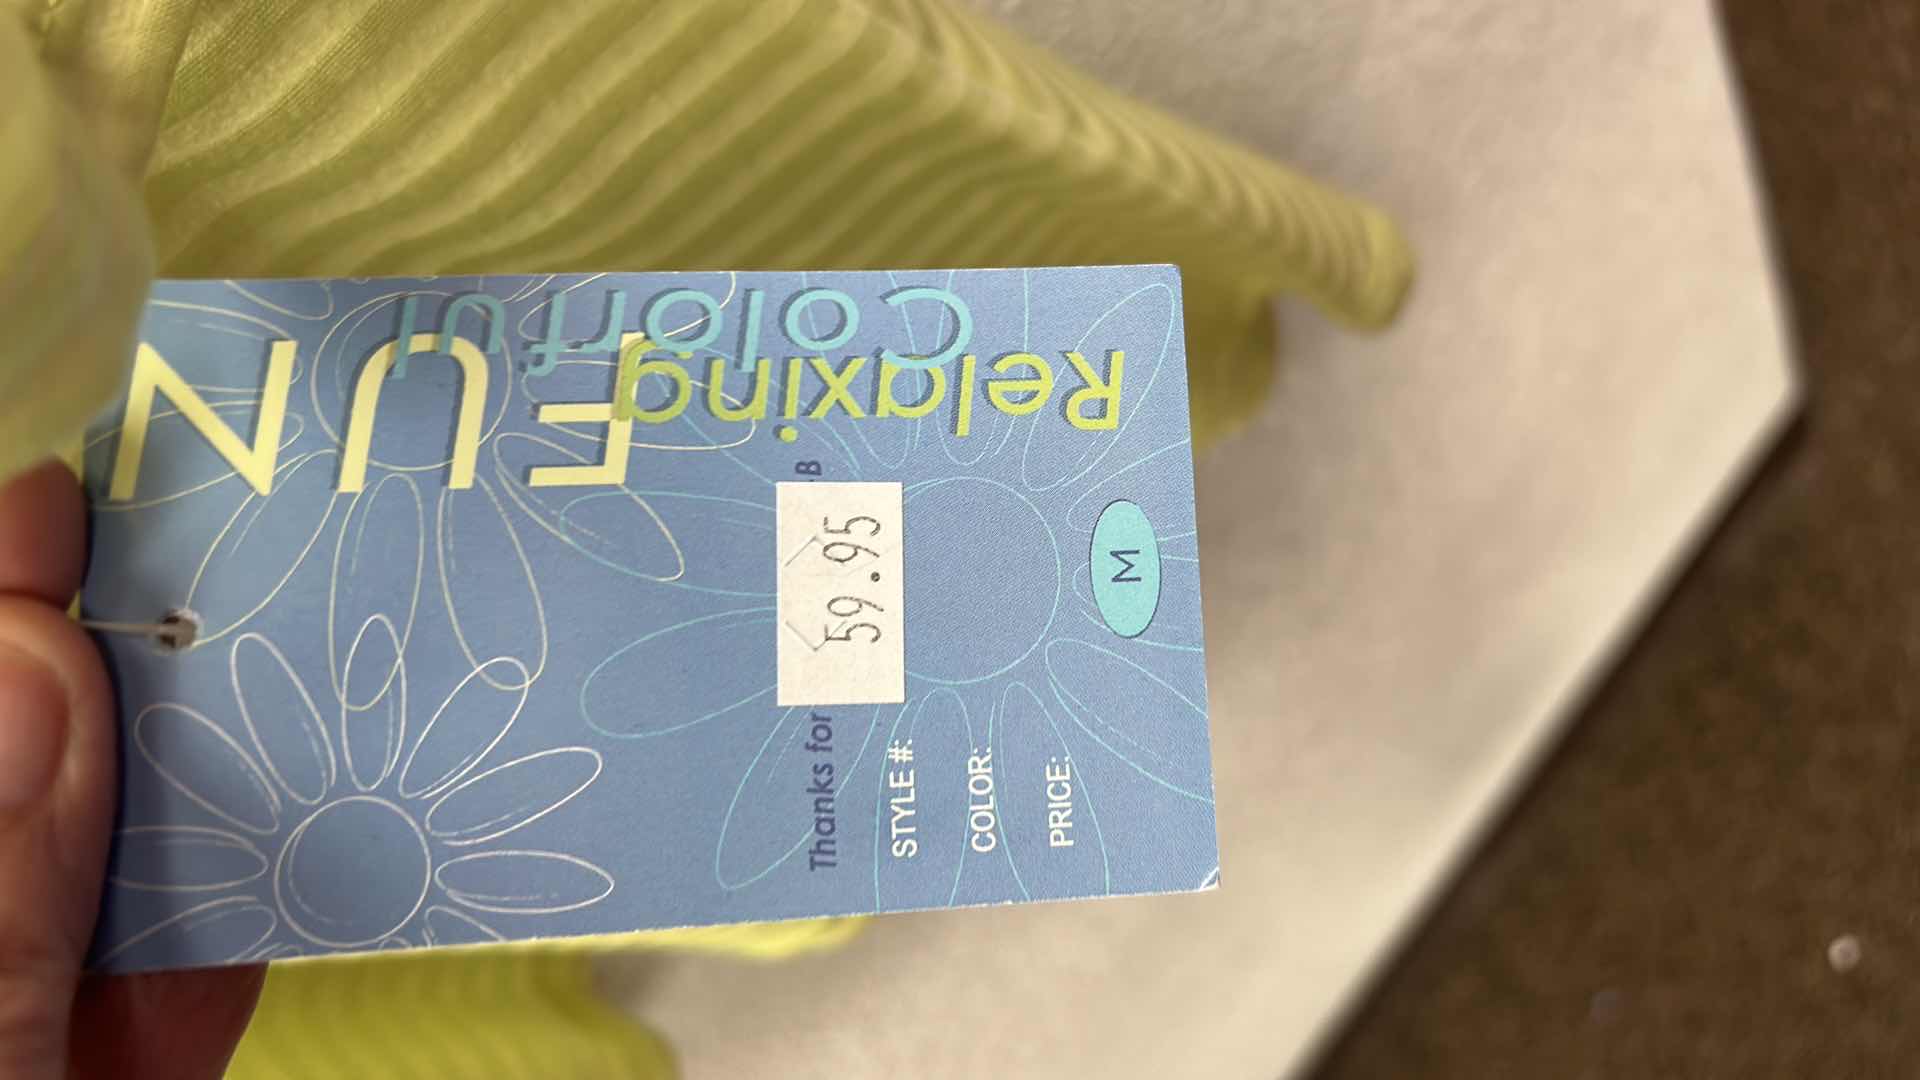 FUN
Colorful
Relaxing
Thanks for
B
59.95
STYLE #:
COLOR:
PRICE:
M